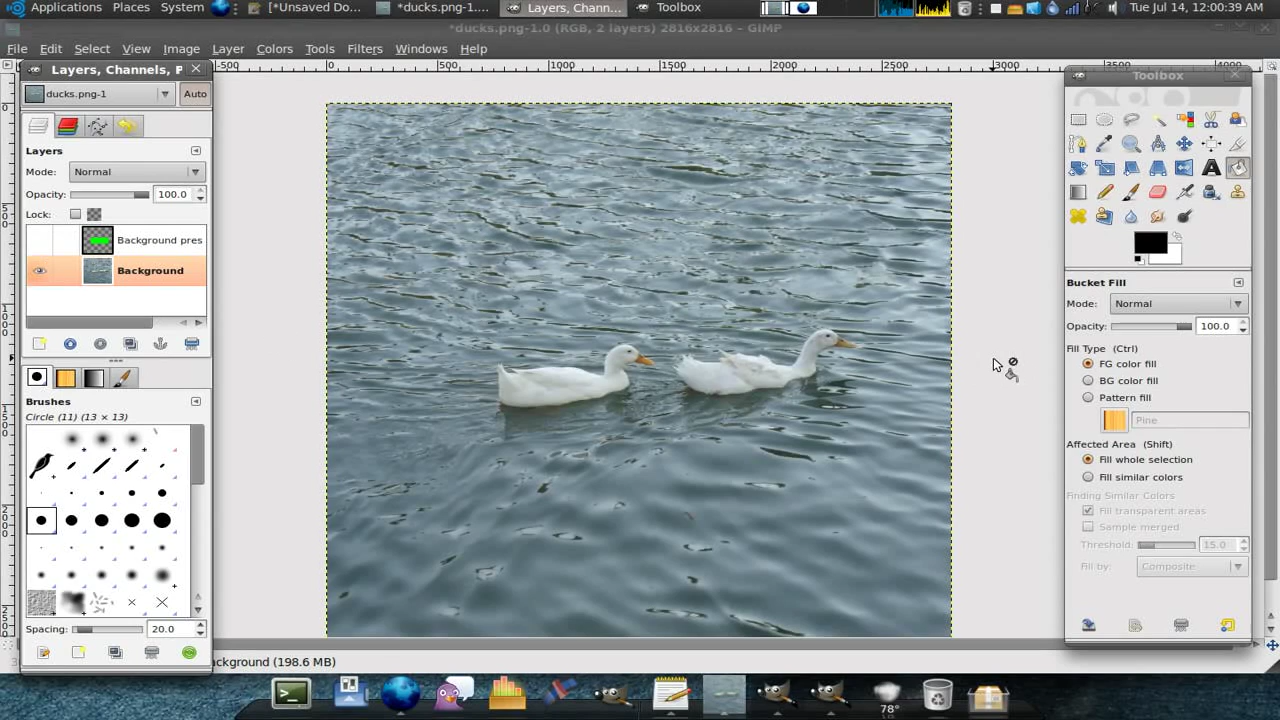 Applications Places System [*Unsaved Do... *ducks.png-1.... Layers, Chann... Toolbox Tue Jul 14, 12:00:39 AM
*ducks.png-1.0 (RGB, 2 layers) 2816x2816 – GIMP
File Edit Select View Image Layer Colors Tools Filters Windows Help
Layers, Channels, P
-500 0 500 1000 1500 2000 2500 3000 4000
Toolbox
ducks.png-1 Auto
Layers
Mode: Normal
Opacity: 100.0
Lock:
Background pres
Background
Brushes
Circle (11) (13 × 13)
Spacing: 20.0
Bucket Fill
Mode: Normal
Opacity: 100.0
Fill Type (Ctrl)
FG color fill
BG color fill
Pattern fill
Pine
Affected Area (Shift)
Fill whole selection
Fill similar colors
Finding Similar Colors
Fill transparent areas
Sample merged
Threshold: 15.0
Fill by: Composite
ackground (198.6 MB)
78°